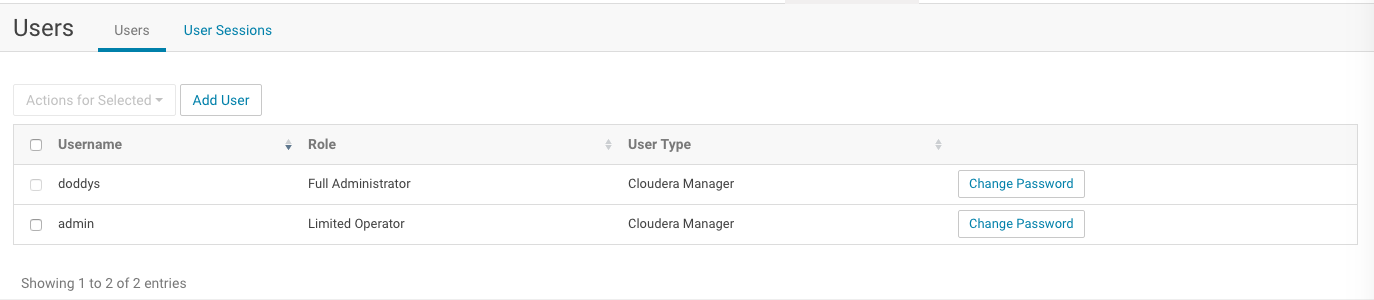 Users Users User Sessions
Actions for Selected Add User
Username Role User Type
doddys Full Administrator Cloudera Manager Change Password
admin Limited Operator Cloudera Manager Change Password
Showing 1 to 2 of 2 entries